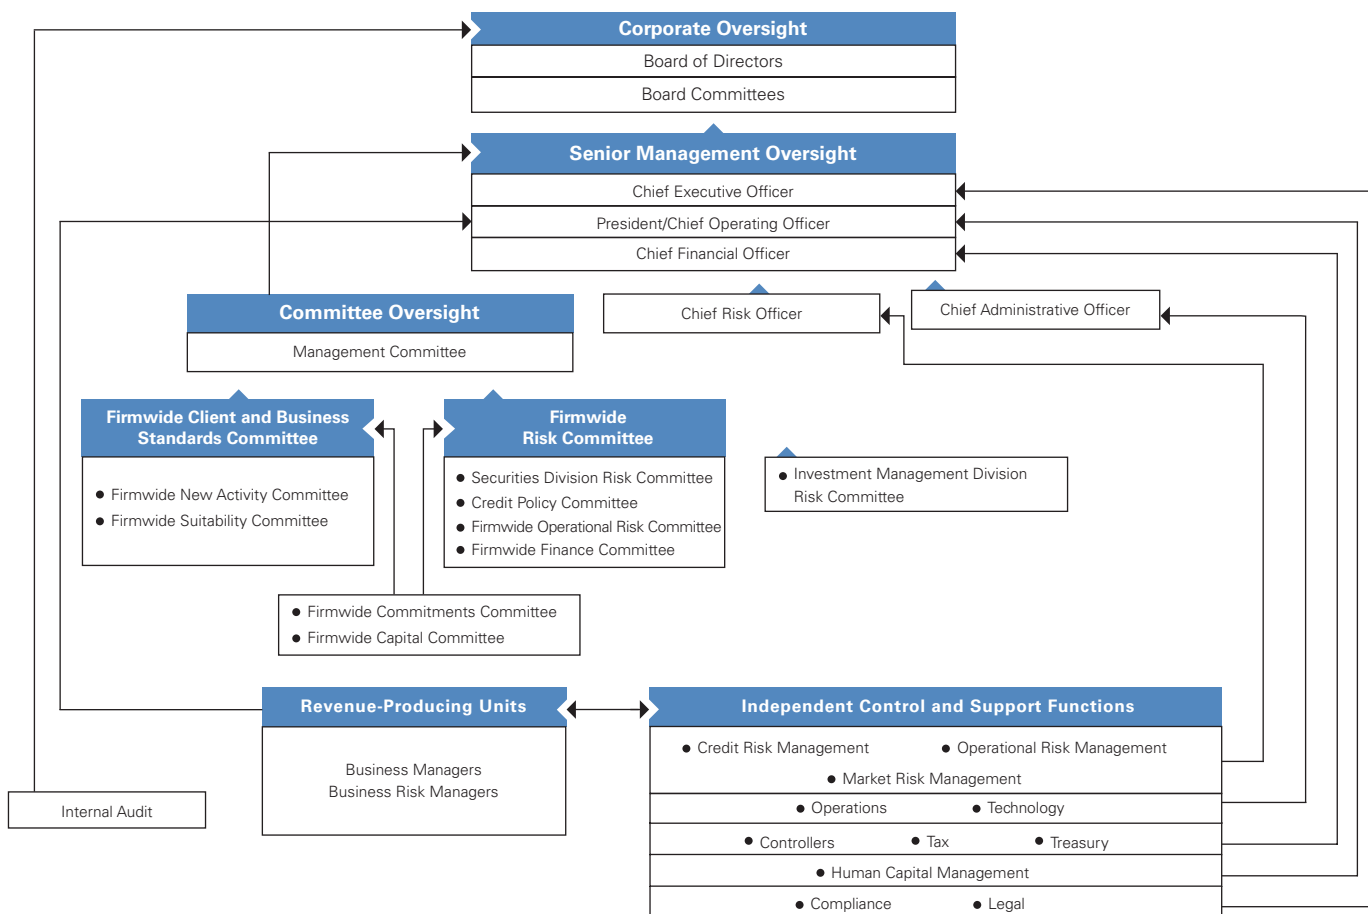 Corporate Oversight
Board of Directors
Board Committees
Senior Management Oversight
Chief Executive Officer
President/Chief Operating Officer
Chief Financial Officer
Committee Oversight
Management Committee
Chief Risk Officer
Chief Administrative Officer
Firmwide Client and Business
Standards Committee
● Firmwide New Activity Committee
● Firmwide Suitability Committee
Firmwide
Risk Committee
● Securities Division Risk Committee
● Credit Policy Committee
● Firmwide Operational Risk Committee
● Firmwide Finance Committee
● Investment Management Division
Risk Committee
● Firmwide Commitments Committee
● Firmwide Capital Committee
Revenue-Producing Units
Business Managers
Business Risk Managers
Internal Audit
Independent Control and Support Functions
● Credit Risk Management ● Operational Risk Management
● Market Risk Management
● Operations ● Technology
● Controllers ● Tax ● Treasury
● Human Capital Management
● Compliance ● Legal